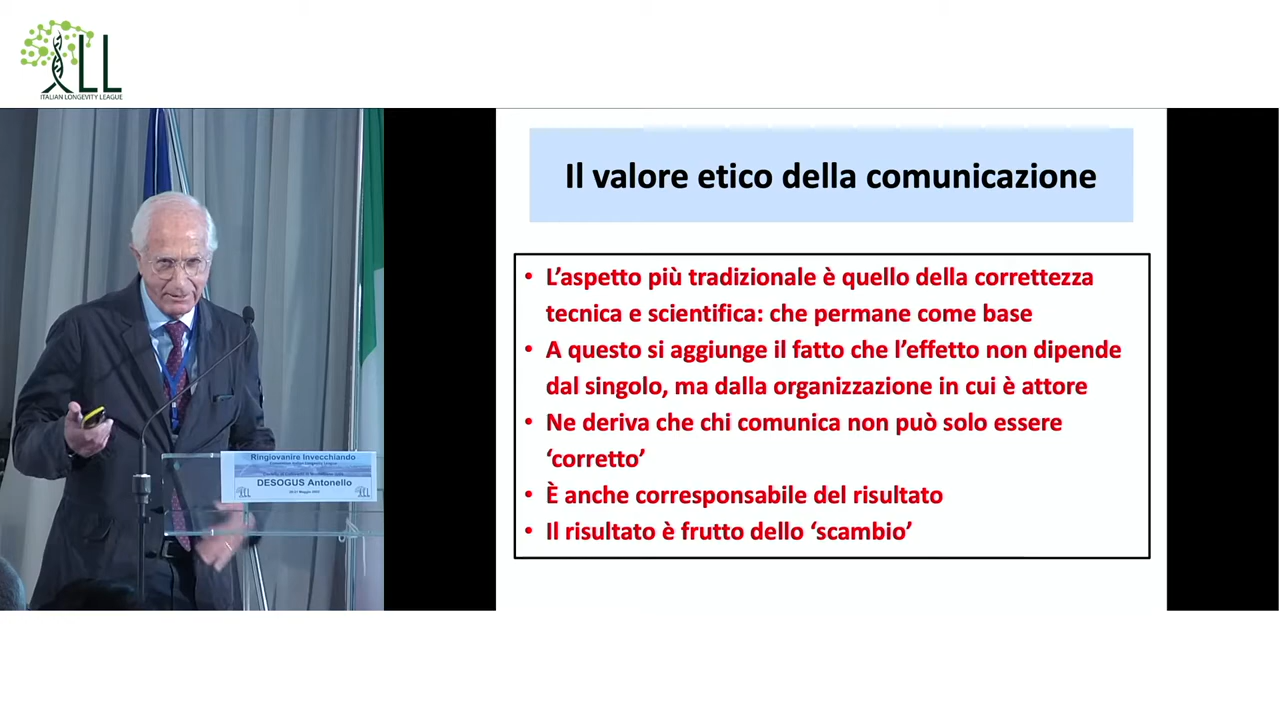 LL
ITALIAN LONGEVITY LEAGUE
Il valore etico della comunicazione
• L’aspetto più tradizionale è quello della correttezza
tecnica e scientifica: che permane come base
• A questo si aggiunge il fatto che l’effetto non dipende
dal singolo, ma dalla organizzazione in cui è attore
• Ne deriva che chi comunica non può solo essere
‘corretto’
• È anche corresponsabile del risultato
• Il risultato è frutto dello ‘scambio’
Ringiovanire Invecchiando
DESOGUS Antonello